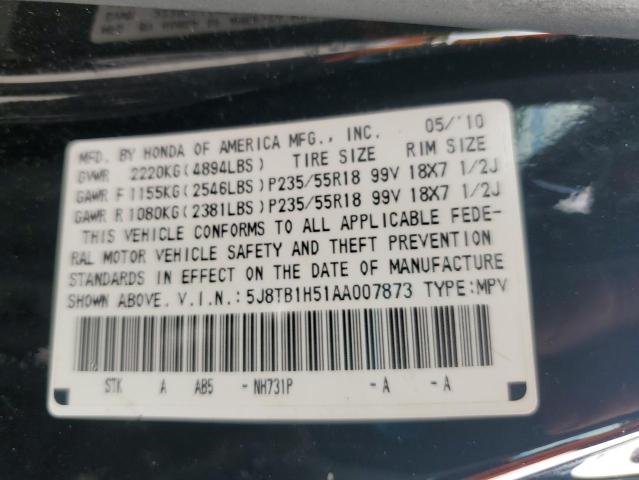 MFD. BY HONDA OF AMERICA MFG., INC. 05/'10
GVWR 2220KG(4894LBS) TIRE SIZE RIM SIZE
GAWR F1155KG(2546LBS)P235/55R18 99V 18X7 1/2J
GAWR R1080KG(2381LBS)P235/55R18 99V 18X7 1/2J
THIS VEHICLE CONFORMS TO ALL APPLICABLE FEDE-
RAL MOTOR VEHICLE SAFETY AND THEFT PREVENTION
STANDARDS IN EFFECT ON THE DATE OF MANUFACTURE
SHOWN ABOVE. V.I.N.: 5J8TB1H51AA007873 TYPE:MPV
STK A AB5 -NH731P -A -A